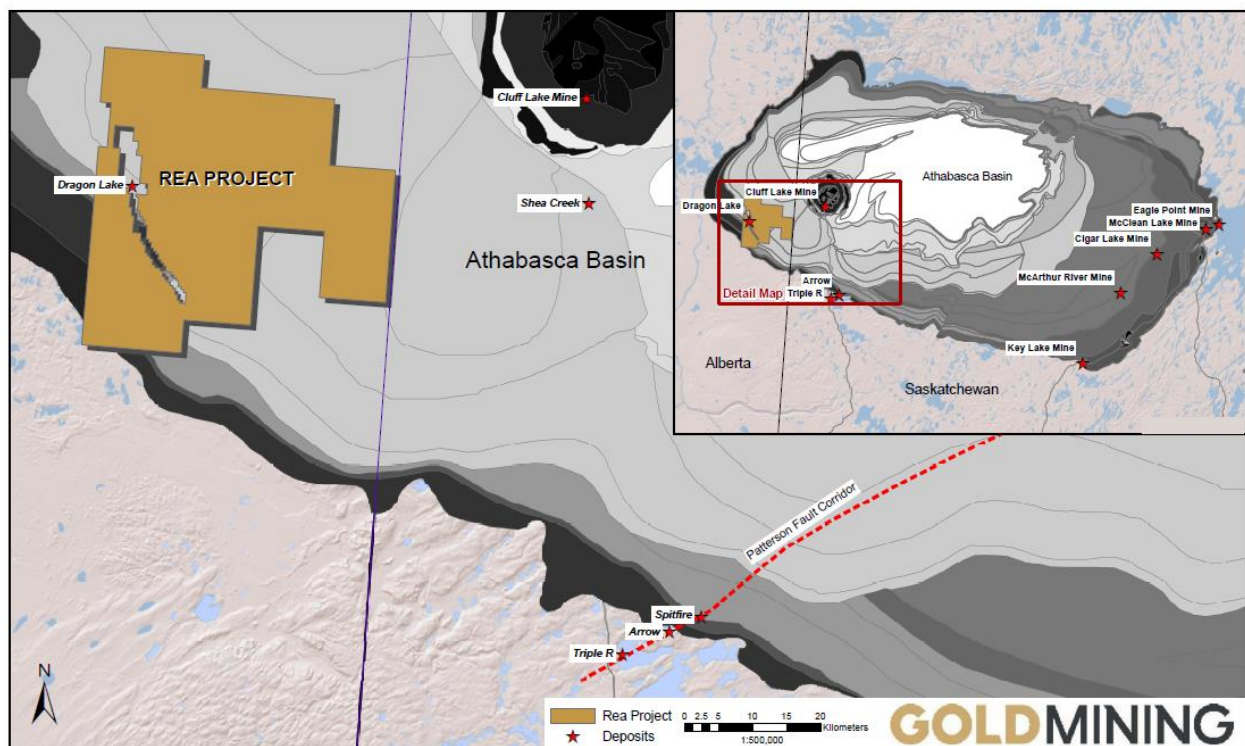 Cluff Lake Mine
REA PROJECT
Dragon Lake
Shea Creek
Athabasca Basin
Patterson Fault Corridor
Spitfire
Arrow
Triple R
N
Athabasca Basin
Cluff Lake Mine
Dragon Lake
Eagle Point Mine
McClean Lake Mine
Cigar Lake Mine
McArthur River Mine
Arrow
Triple R
Detail Map
Key Lake Mine
Alberta
Saskatchewan
Rea Project
Deposits
0 2.5 5 10 15 20
Kilometers
1:500,000
GOLDMINING